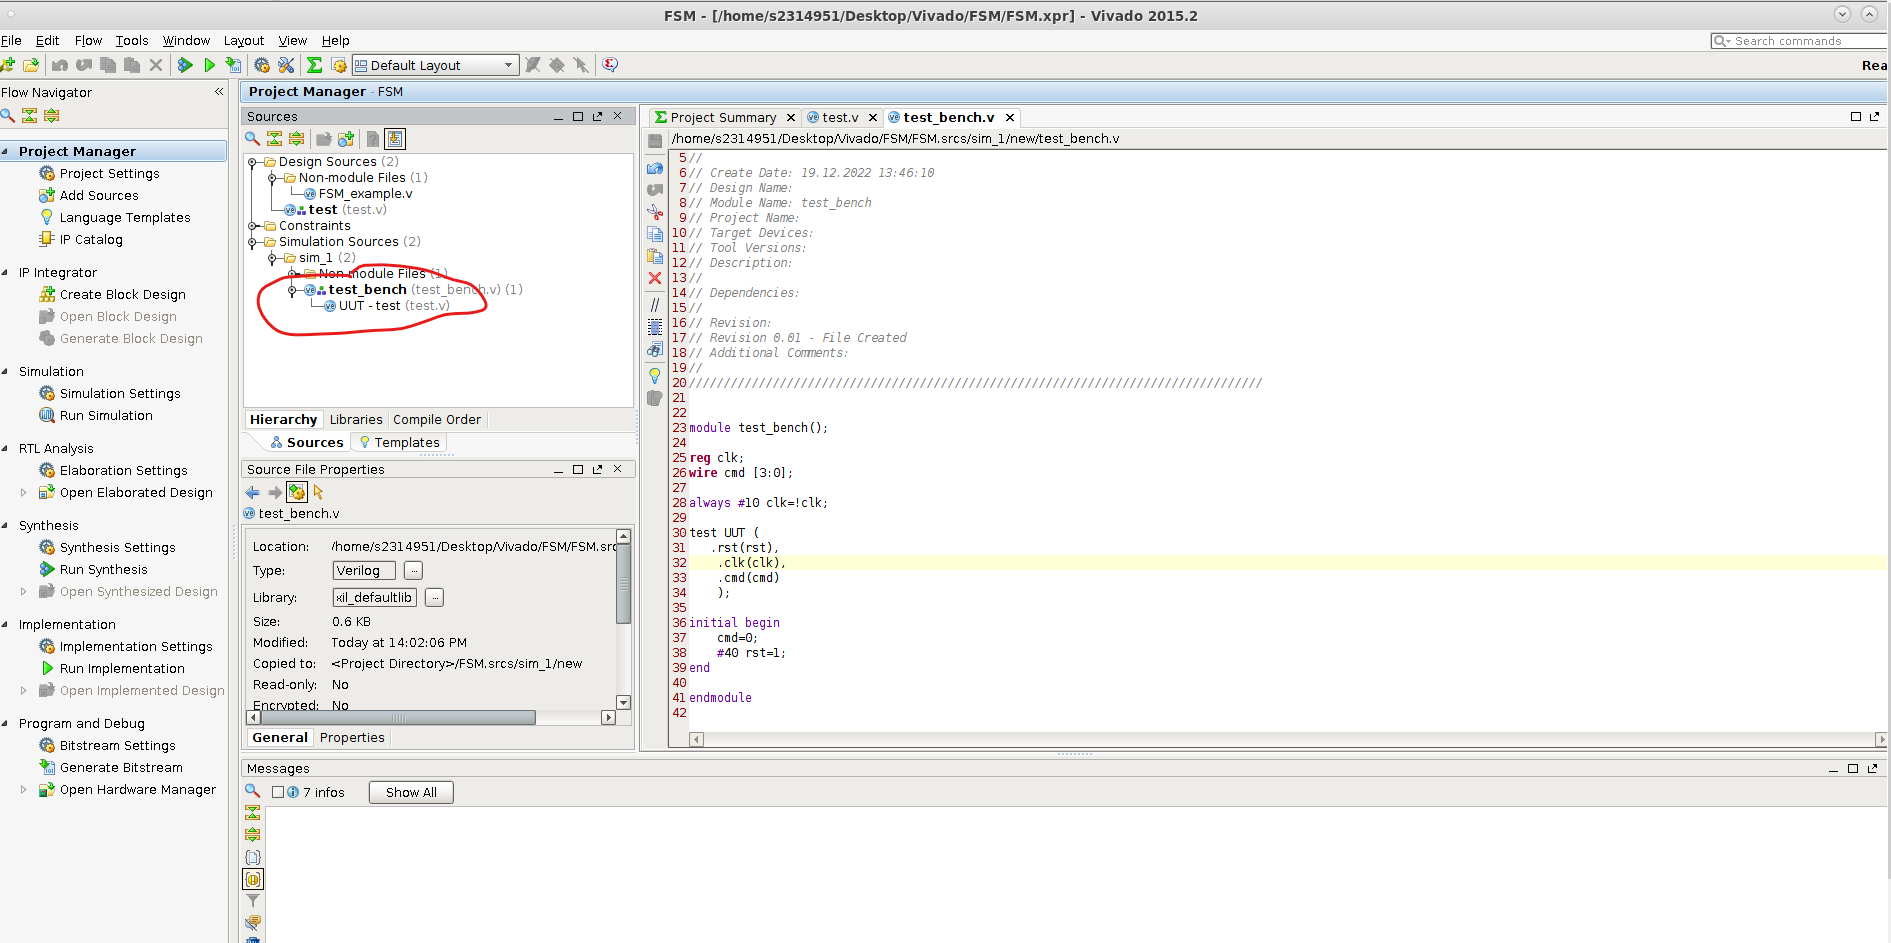 FSM - [/home/s2314951/Desktop/Vivado/FSM/FSM.xpr] - Vivado 2015.2
File Edit Flow Tools Window Layout View Help
Search commands
Default Layout
Rea
Flow Navigator
Project Manager
Project Settings
Add Sources
Language Templates
IP Catalog
IP Integrator
Create Block Design
Open Block Design
Generate Block Design
Simulation
Simulation Settings
Run Simulation
RTL Analysis
Elaboration Settings
Open Elaborated Design
Synthesis
Synthesis Settings
Run Synthesis
Open Synthesized Design
Implementation
Implementation Settings
Run Implementation
Open Implemented Design
Program and Debug
Bitstream Settings
Generate Bitstream
Open Hardware Manager
Project Manager - FSM
Sources
Design Sources (2)
Non-module Files (1)
FSM_example.v
test (test.v)
Constraints
Simulation Sources (2)
sim_1 (2)
Non-module Files (1)
test_bench (test_bench.v) (1)
UUT - test (test.v)
Hierarchy Libraries Compile Order
Sources Templates
Source File Properties
test_bench.v
Location: /home/s2314951/Desktop/Vivado/FSM/FSM.src
Type: Verilog
Library: xil_defaultlib
Size: 0.6 KB
Modified: Today at 14:02:06 PM
Copied to: <Project Directory>/FSM.srcs/sim_1/new
Read-only: No
Encrypted: No
General Properties
Project Summary test.v test_bench.v
/home/s2314951/Desktop/Vivado/FSM/FSM.srcs/sim_1/new/test_bench.v
5 //
6 // Create Date: 19.12.2022 13:46:10
7 // Design Name:
8 // Module Name: test_bench
9 // Project Name:
10 // Target Devices:
11 // Tool Versions:
12 // Description:
13 //
14 // Dependencies:
15 //
16 // Revision:
17 // Revision 0.01 - File Created
18 // Additional Comments:
19 //
20 //////////////////////////////////////////////////////////////////////////////////
21
22
23 module test_bench();
24
25 reg clk;
26 wire cmd [3:0];
27
28 always #10 clk=!clk;
29
30 test UUT (
31 .rst(rst),
32 .clk(clk),
33 .cmd(cmd)
34 );
35
36 initial begin
37 cmd=0;
38 #40 rst=1;
39 end
40
41 endmodule
42
Messages
7 infos Show All